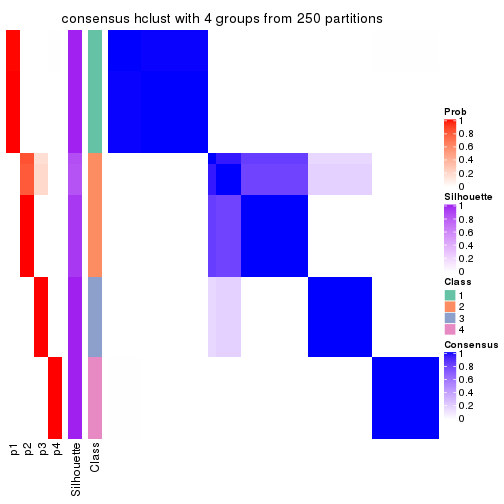 consensus hclust with 4 groups from 250 partitions
Prob
1
0.8
0.6
0.4
0.2
0
Silhouette
1
0.8
0.6
0.4
0.2
0
Class
1
2
3
4
Consensus
1
0.8
0.6
0.4
0.2
0
p1
p2
p3
p4
Silhouette
Class